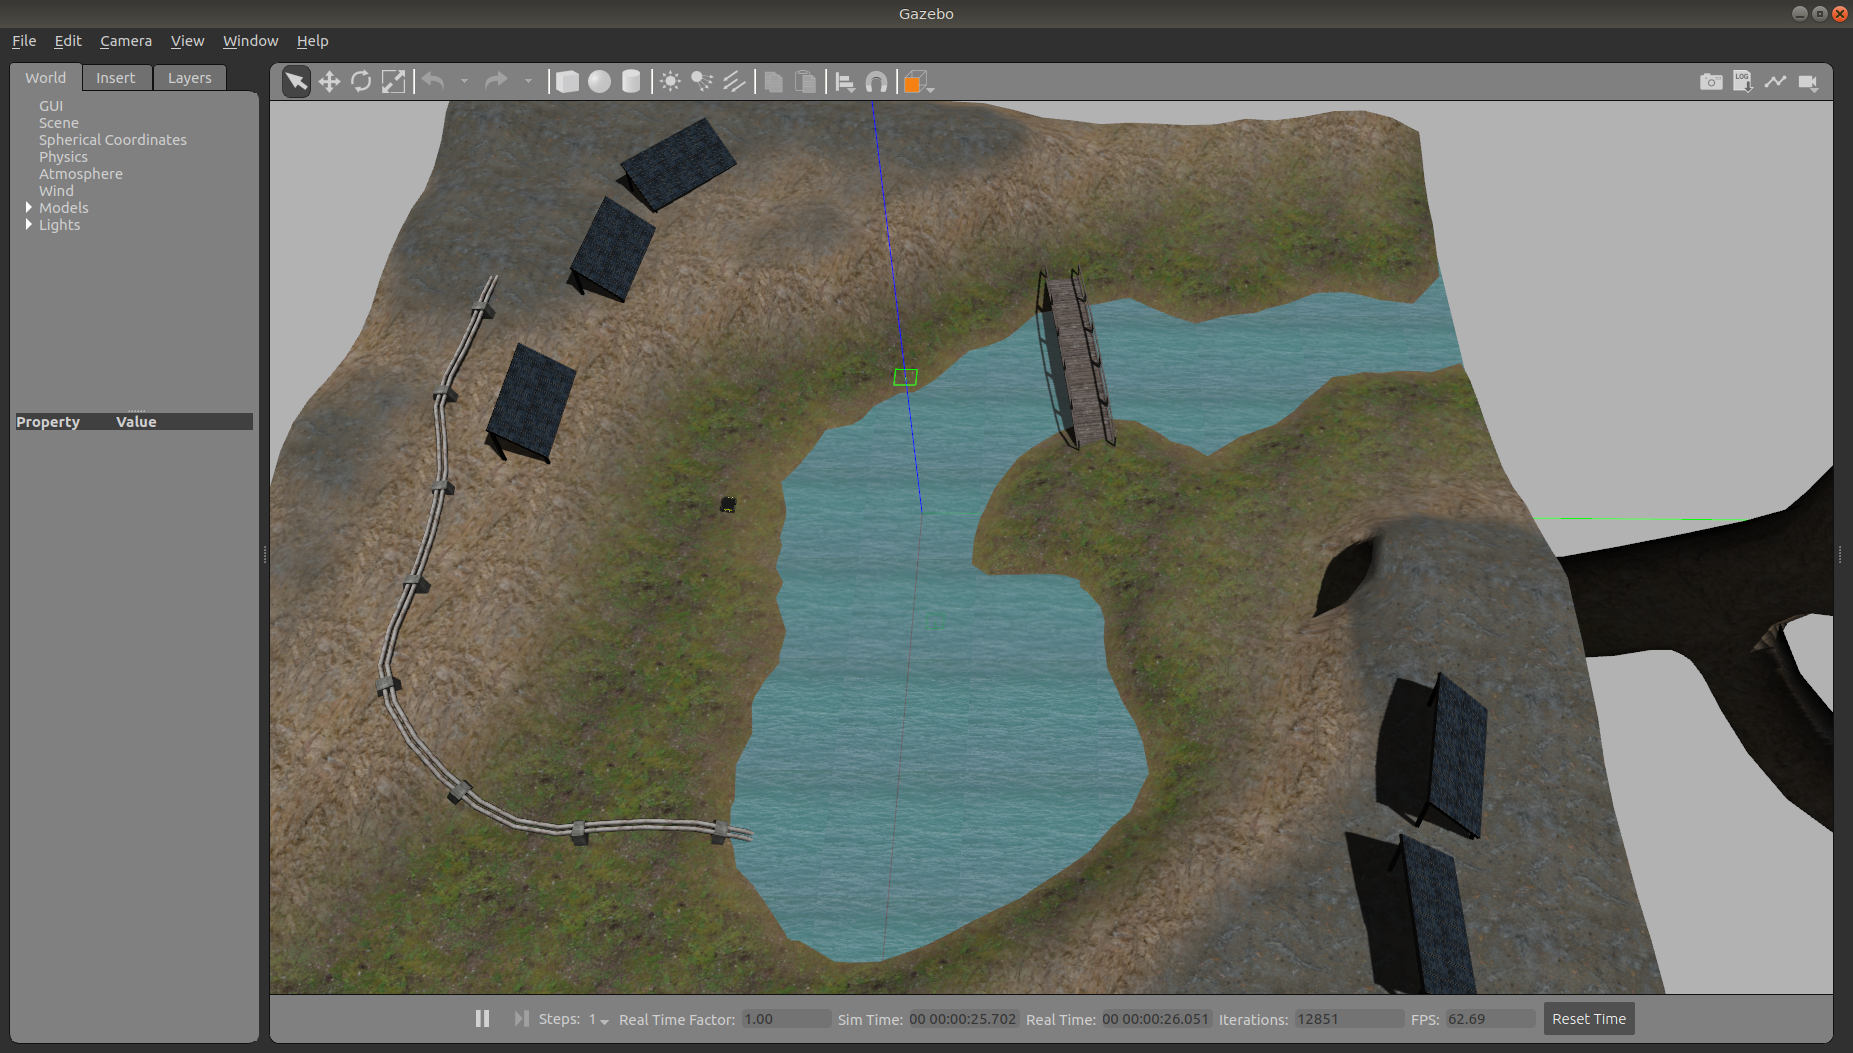 Gazebo
File Edit Camera View Window Help
World Insert Layers
LOG
GUI
Scene
Spherical Coordinates
Physics
Atmosphere
Wind
Models
Lights
Property Value
Steps: 1 Real Time Factor: 1.00 Sim Time: 00 00:00:25.702 Real Time: 00 00:00:26.051 Iterations: 12851 FPS: 62.69 Reset Time